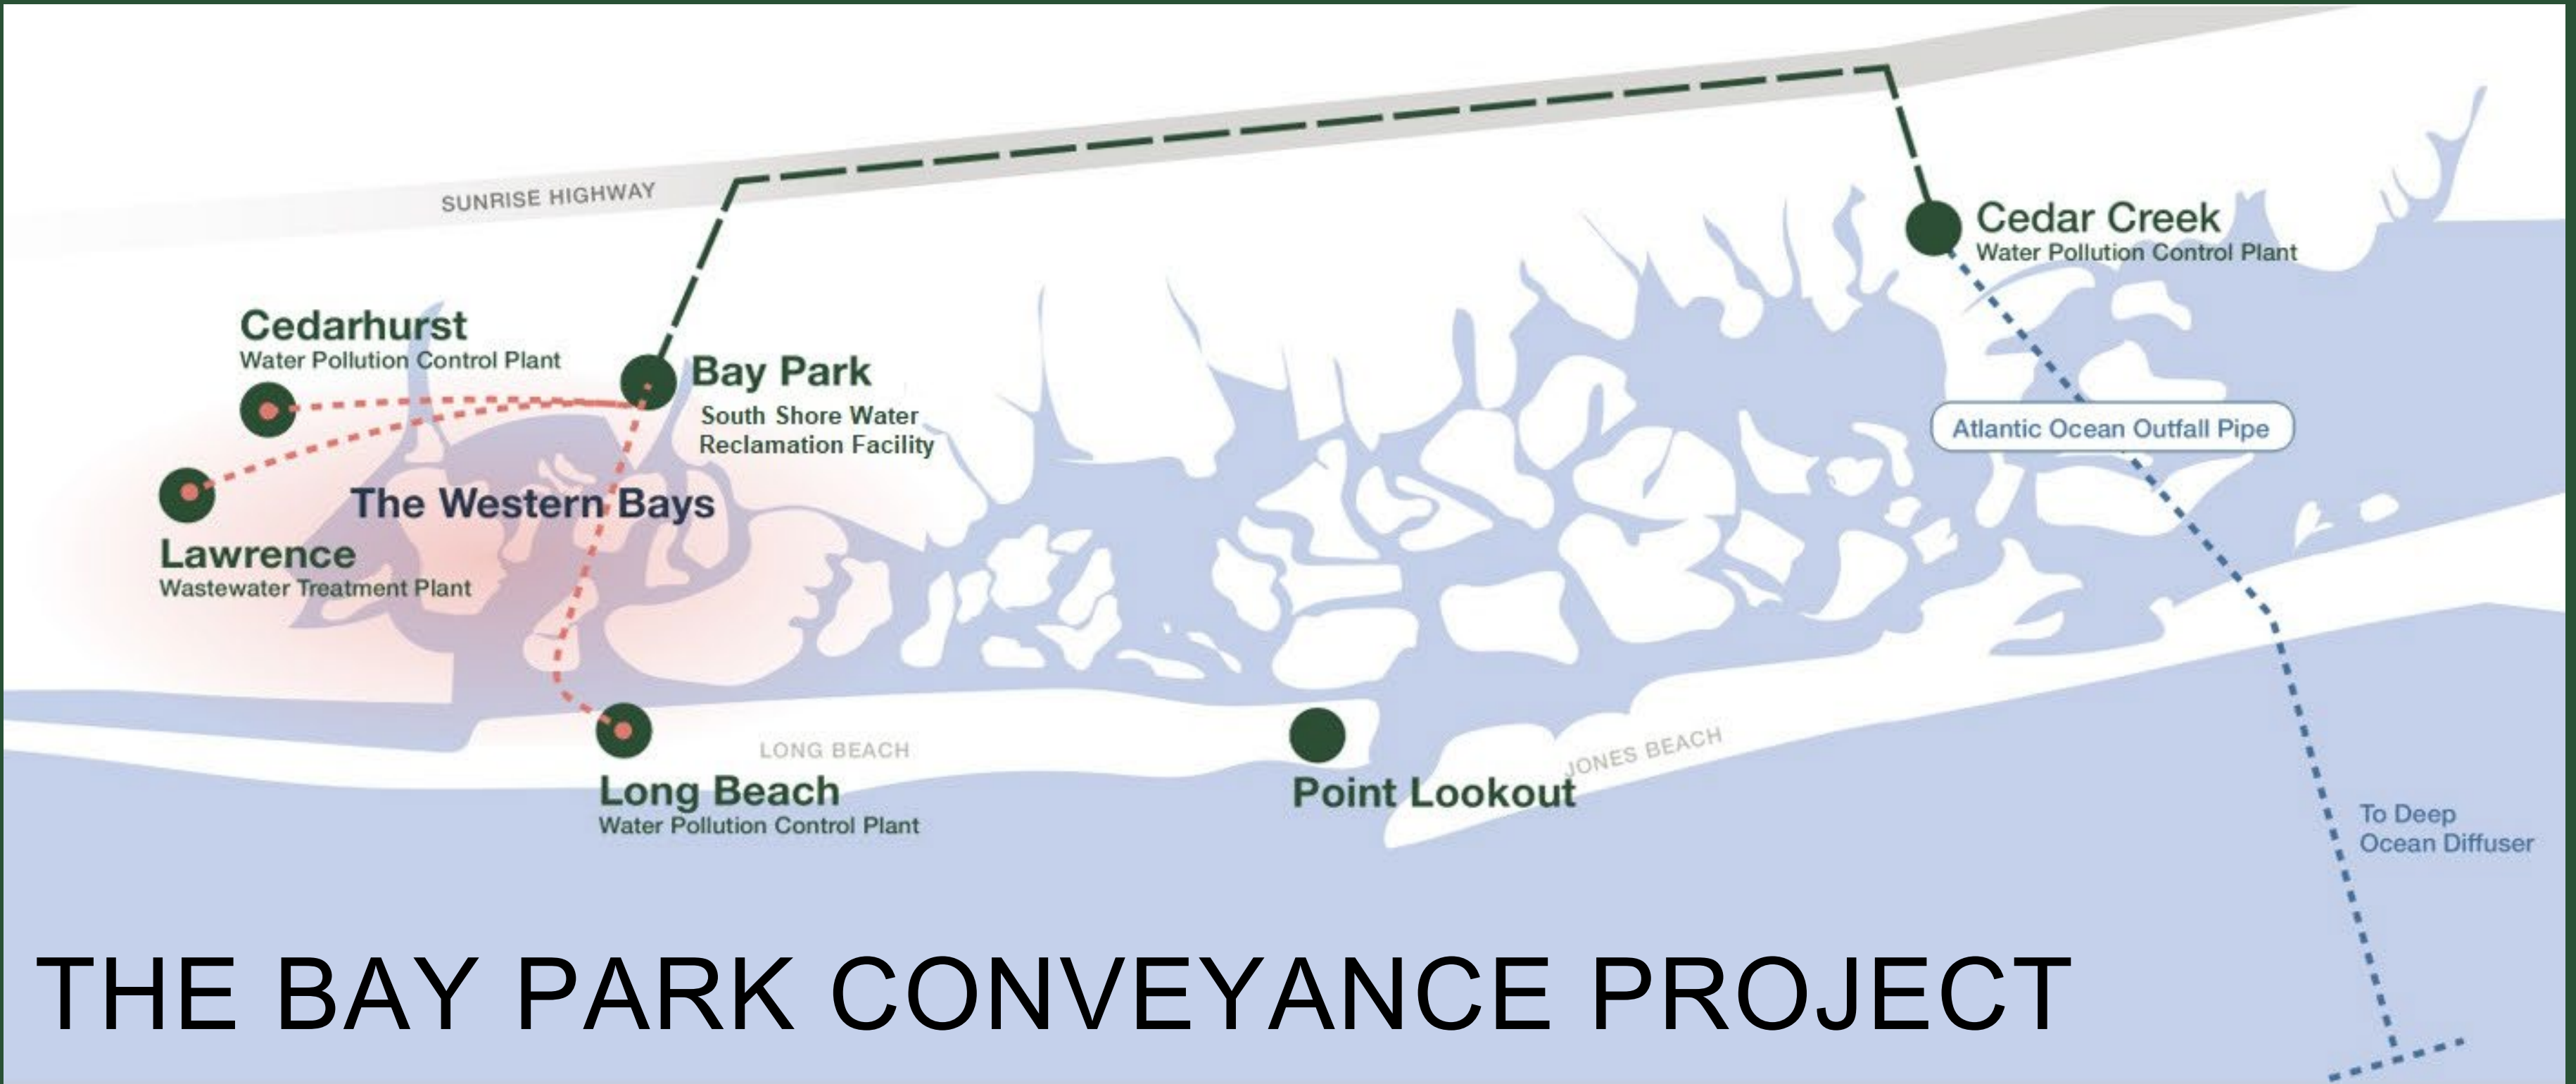 SUNRISE HIGHWAY
Cedar Creek
Water Pollution Control Plant
Cedarhurst
Water Pollution Control Plant
Bay Park
South Shore Water
Reclamation Facility
Atlantic Ocean Outfall Pipe
The Western Bays
Lawrence
Wastewater Treatment Plant
LONG BEACH
JONES BEACH
Long Beach
Water Pollution Control Plant
Point Lookout
To Deep
Ocean Diffuser
THE BAY PARK CONVEYANCE PROJECT